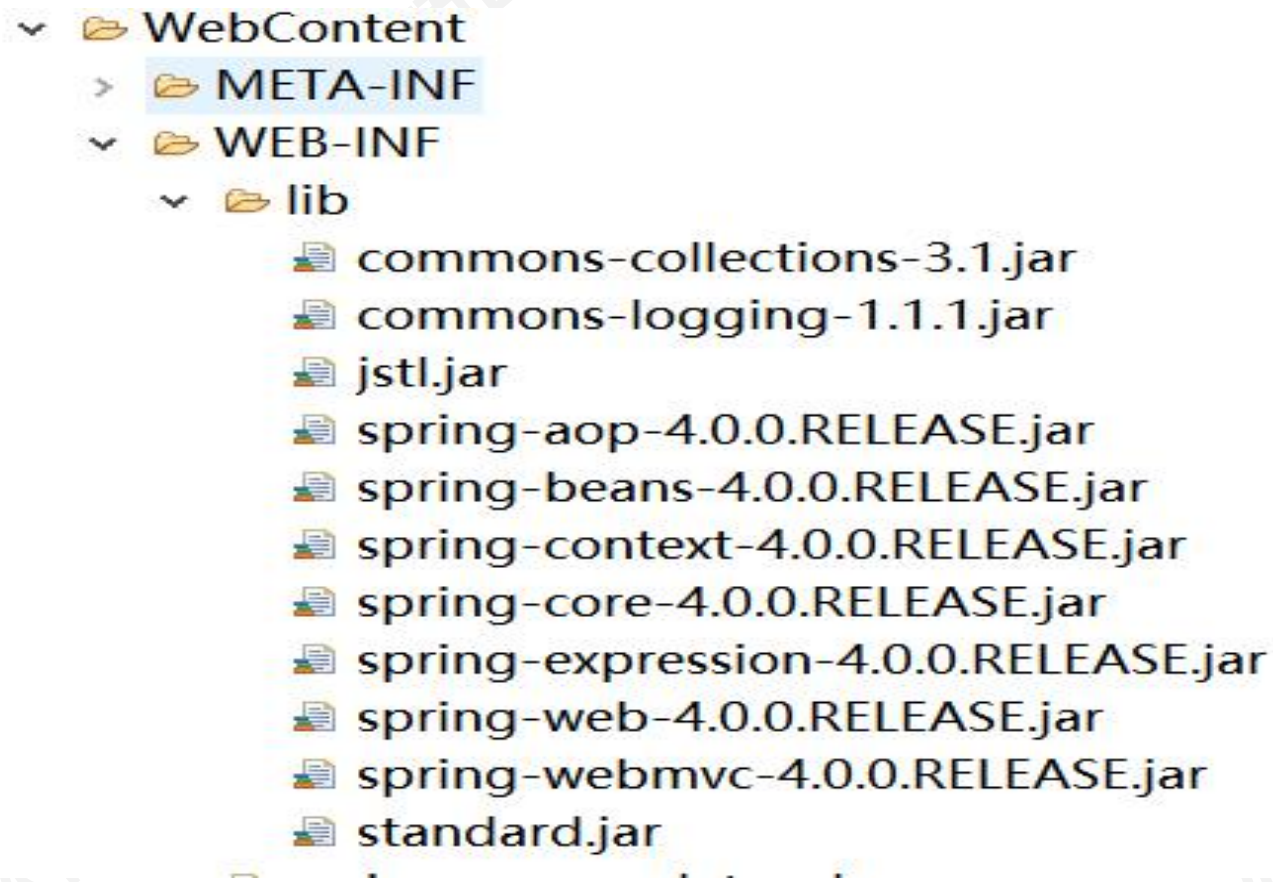 WebContent
META-INF
WEB-INF
lib
commons-collections-3.1.jar
commons-logging-1.1.1.jar
jstl.jar
spring-aop-4.0.0.RELEASE.jar
spring-beans-4.0.0.RELEASE.jar
spring-context-4.0.0.RELEASE.jar
spring-core-4.0.0.RELEASE.jar
spring-expression-4.0.0.RELEASE.jar
spring-web-4.0.0.RELEASE.jar
spring-webmvc-4.0.0.RELEASE.jar
standard.jar